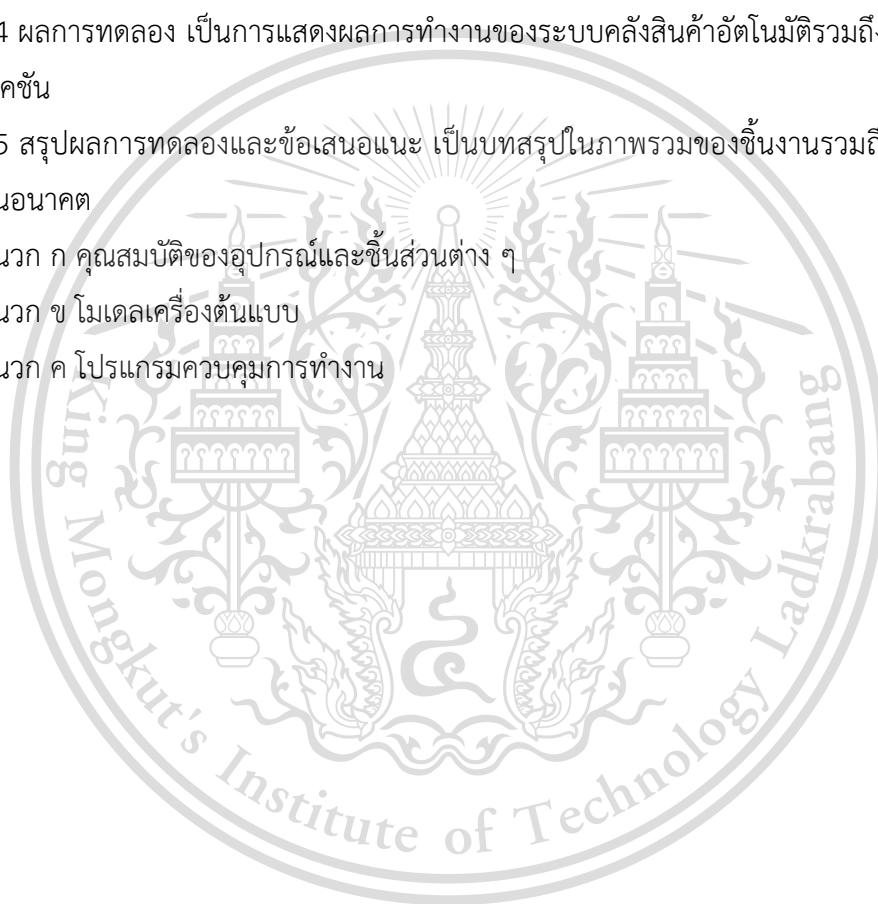 4 ผลการทดลอง เป็นการแสดงผลการทำงานของระบบคลังสินค้าอัตโนมัติรวมถึง
คชัน
5 สรุปผลการทดลองและข้อเสนอแนะ เป็นบทสรุปในภาพรวมของชิ้นงานรวมถึ
นอนาคต
นวก ก คุณสมบัติของอุปกรณ์และชิ้นส่วนต่าง ๆ
นวก ข โมเดลเครื่องต้นแบบ
นวก ค โปรแกรมควบคุมการทำงาน
King Mongkut's Institute of Technology Ladkrabang